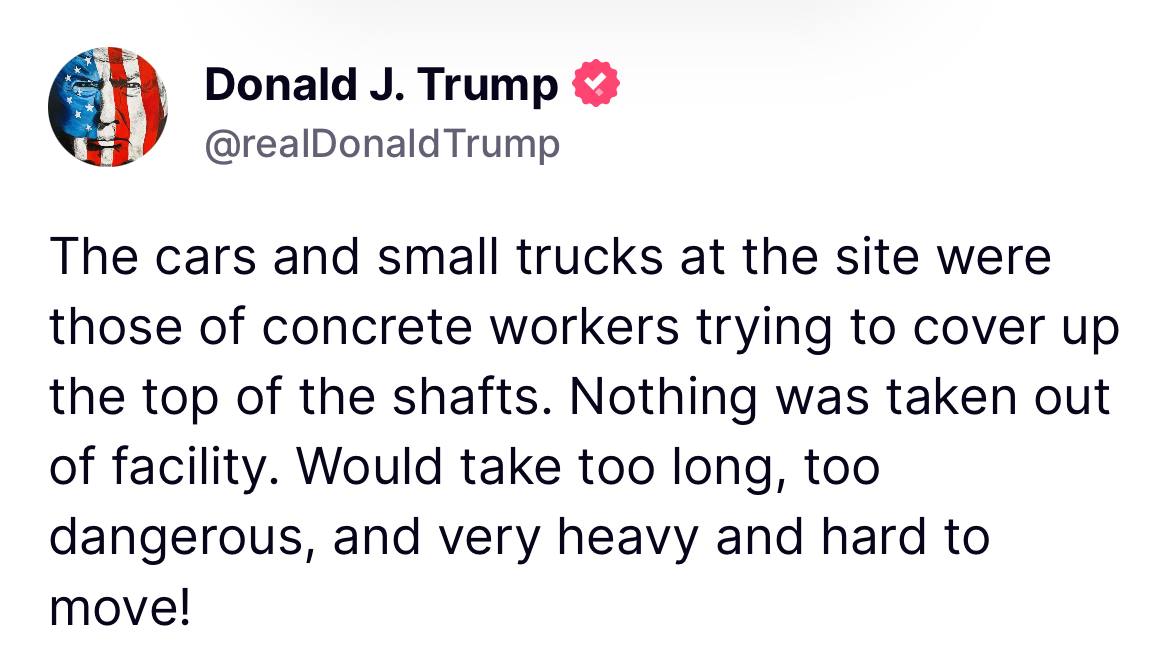 Donald J. Trump
@realDonaldTrump
The cars and small trucks at the site were
those of concrete workers trying to cover up
the top of the shafts. Nothing was taken out
of facility. Would take too long, too
dangerous, and very heavy and hard to
move!